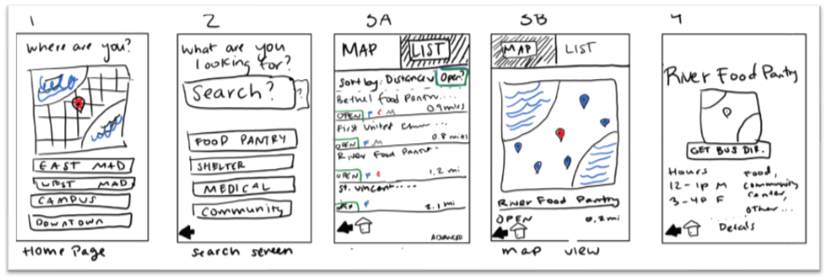 1
where are you?
EAST MAD
WEST MAD
CAMPUS
DOWNTOWN
Home Page
2
what are you
looking for?
Search?
?
FOOD PANTRY
SHELTER
MEDICAL
Community
search screen
3A
MAP LIST
Sort by: Distance Open?
Bethel Food Pantry...
0.9 miles
OPEN P C M
First United Chur...
0.8 miles
OPEN P M
River Food Pantr..
OPEN P C 1.2 mi
St. Vincent....
P 2.1 mi
ADVANCED
3B
MAP LIST
River Food Pantry
OPEN 0.2 mi
map view
4
River Food Pantry
GET BUS DIR.
Hours
12-1P M
3-4P F
Food,
community
center,
other...
Details